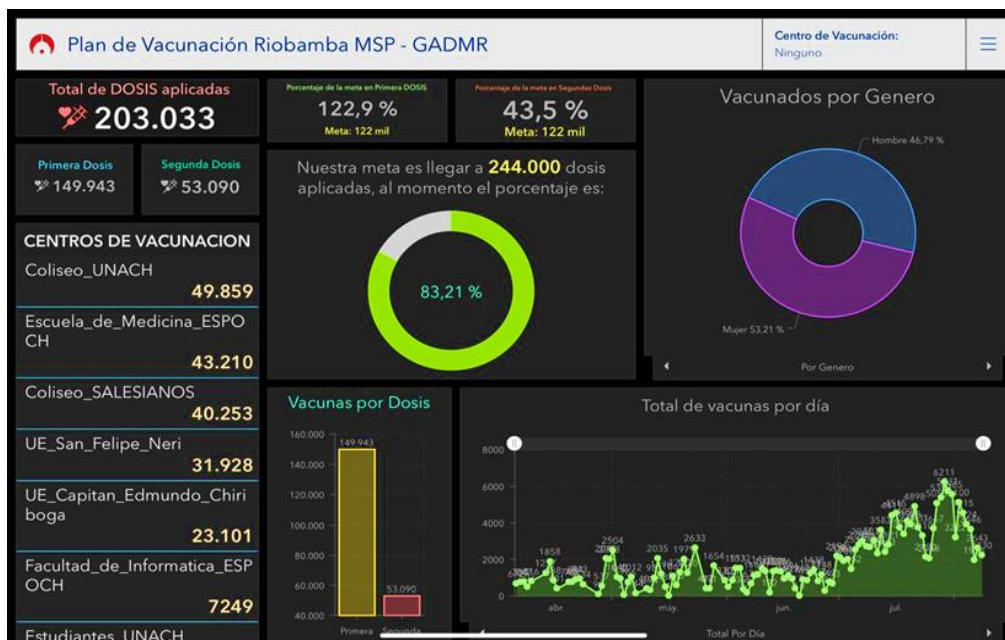 Plan de Vacunación Riobamba MSP - GADMR
Centro de Vacunación:
Ninguno
Total de DOSIS aplicadas
203.033
Primera Dosis
149.943
Segunda Dosis
53.090
Porcentaje de la meta en Primera DOSIS
122,9 %
Meta: 122 mil
Porcentaje de la meta en Segundas Dosis
43,5 %
Meta: 122 mil
Nuestra meta es llegar a 244.000 dosis
aplicadas, al momento el porcentaje es:
83,21 %
Vacunados por Genero
Hombre 46,79 %
Mujer 53,21 %
Por Genero
CENTROS DE VACUNACION
Coliseo_UNACH
49.859
Escuela_de_Medicina_ESPO
CH
43.210
Coliseo_SALESIANOS
40.253
UE_San_Felipe_Neri
31.928
UE_Capitan_Edmundo_Chiri
boga
23.101
Facultad_de_Informatica_ESP
OCH
7249
Estudiantes_UNACH
Vacunas por Dosis
160.000
140.000
120.000
100.000
80.000
60.000
40.000
149.943
53.090
Primera
Segunda
Total de vacunas por día
8000
6000
4000
2000
0
1858
2504
2035
2633
1654
4898
6211
abr.
may.
jun.
jul.
Total Por Día